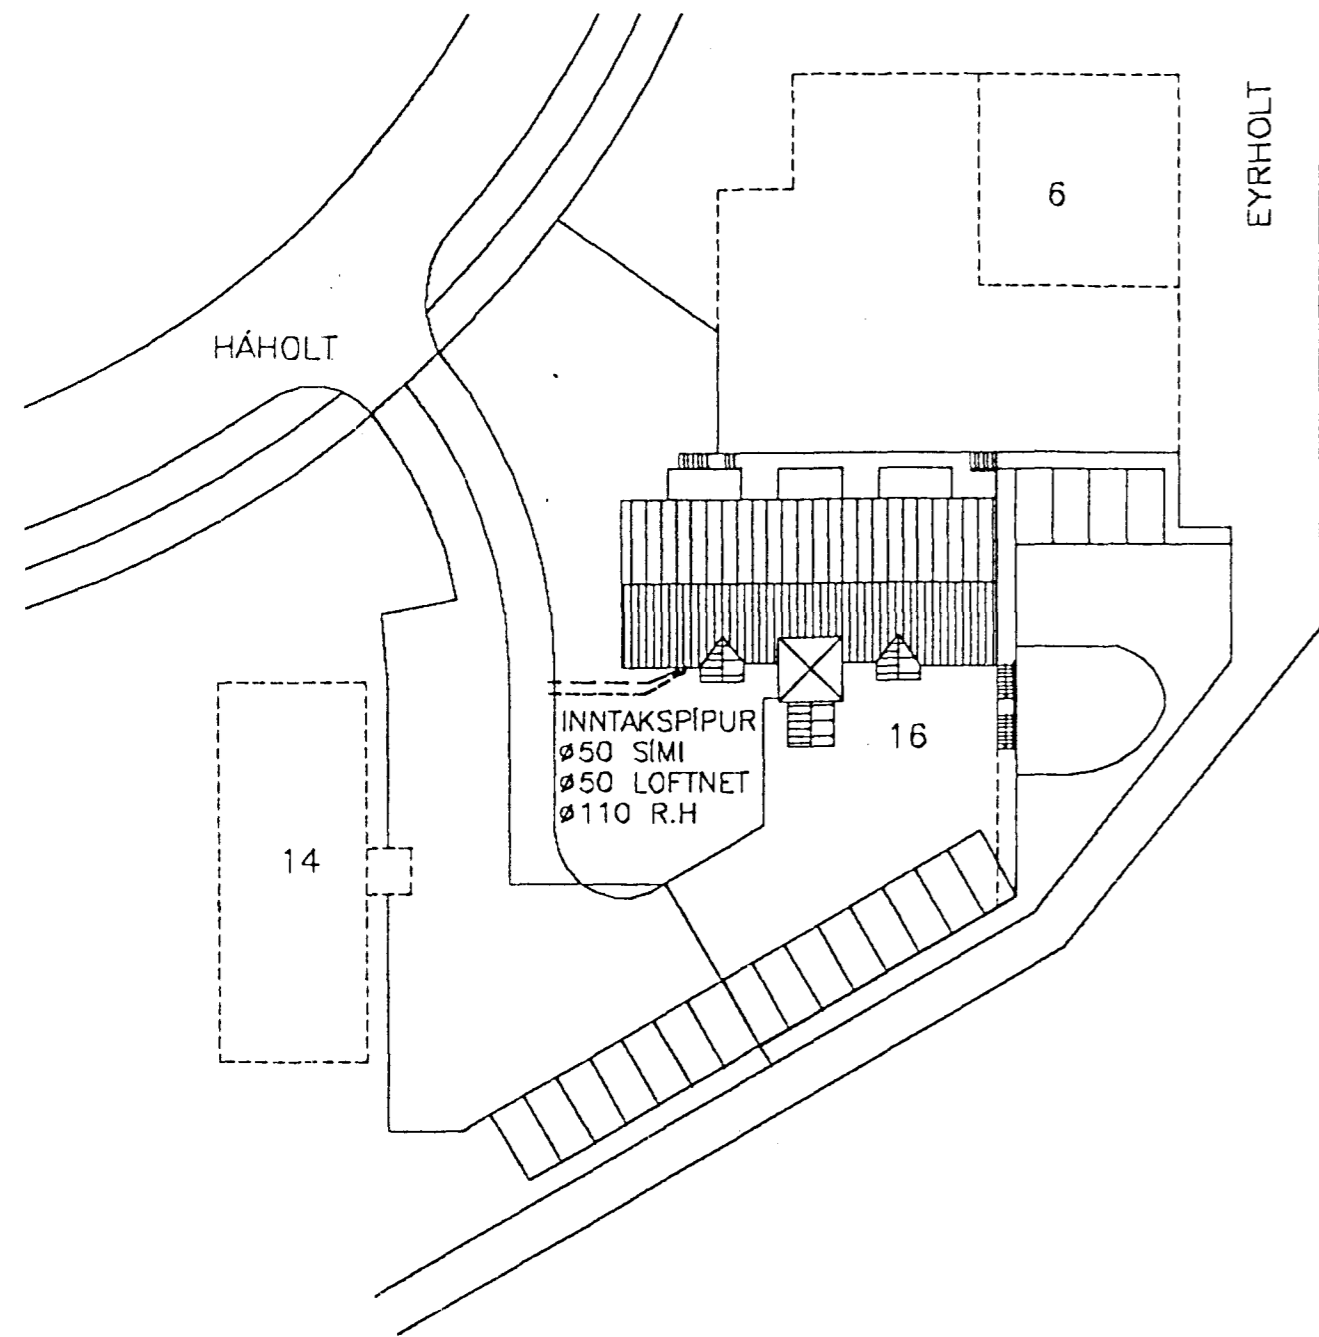 EYRHOLT
6
HÁHOLT
INNTAKSPÍPUR
ø50 SÍMI
ø50 LOFTNET
ø110 R.H
16
14